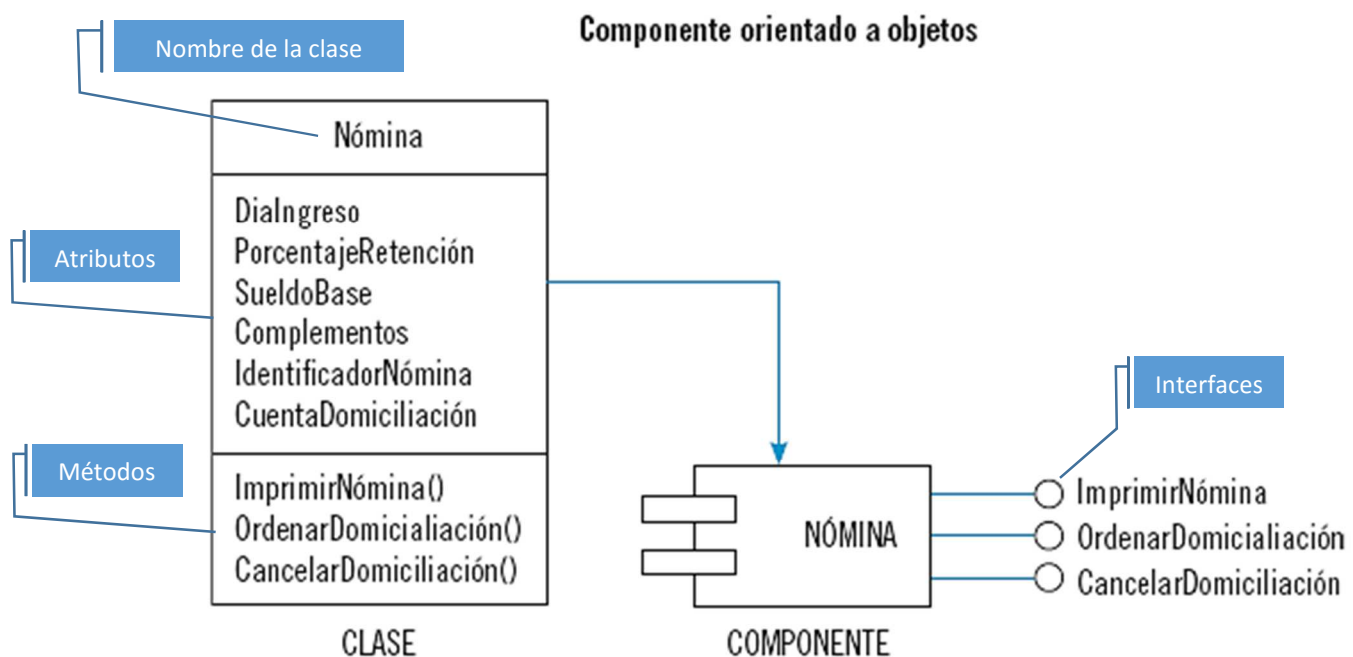 Componente orientado a objetos
Nombre de la clase
Nómina
Atributos
DiaIngreso
PorcentajeRetención
SueldoBase
Complementos
IdentificadorNómina
CuentaDomiciliación
Métodos
ImprimirNómina()
OrdenarDomicialiación()
CancelarDomiciliación()
CLASE
Interfaces
NÓMINA
ImprimirNómina
OrdenarDomicialiación
CancelarDomiciliación
COMPONENTE